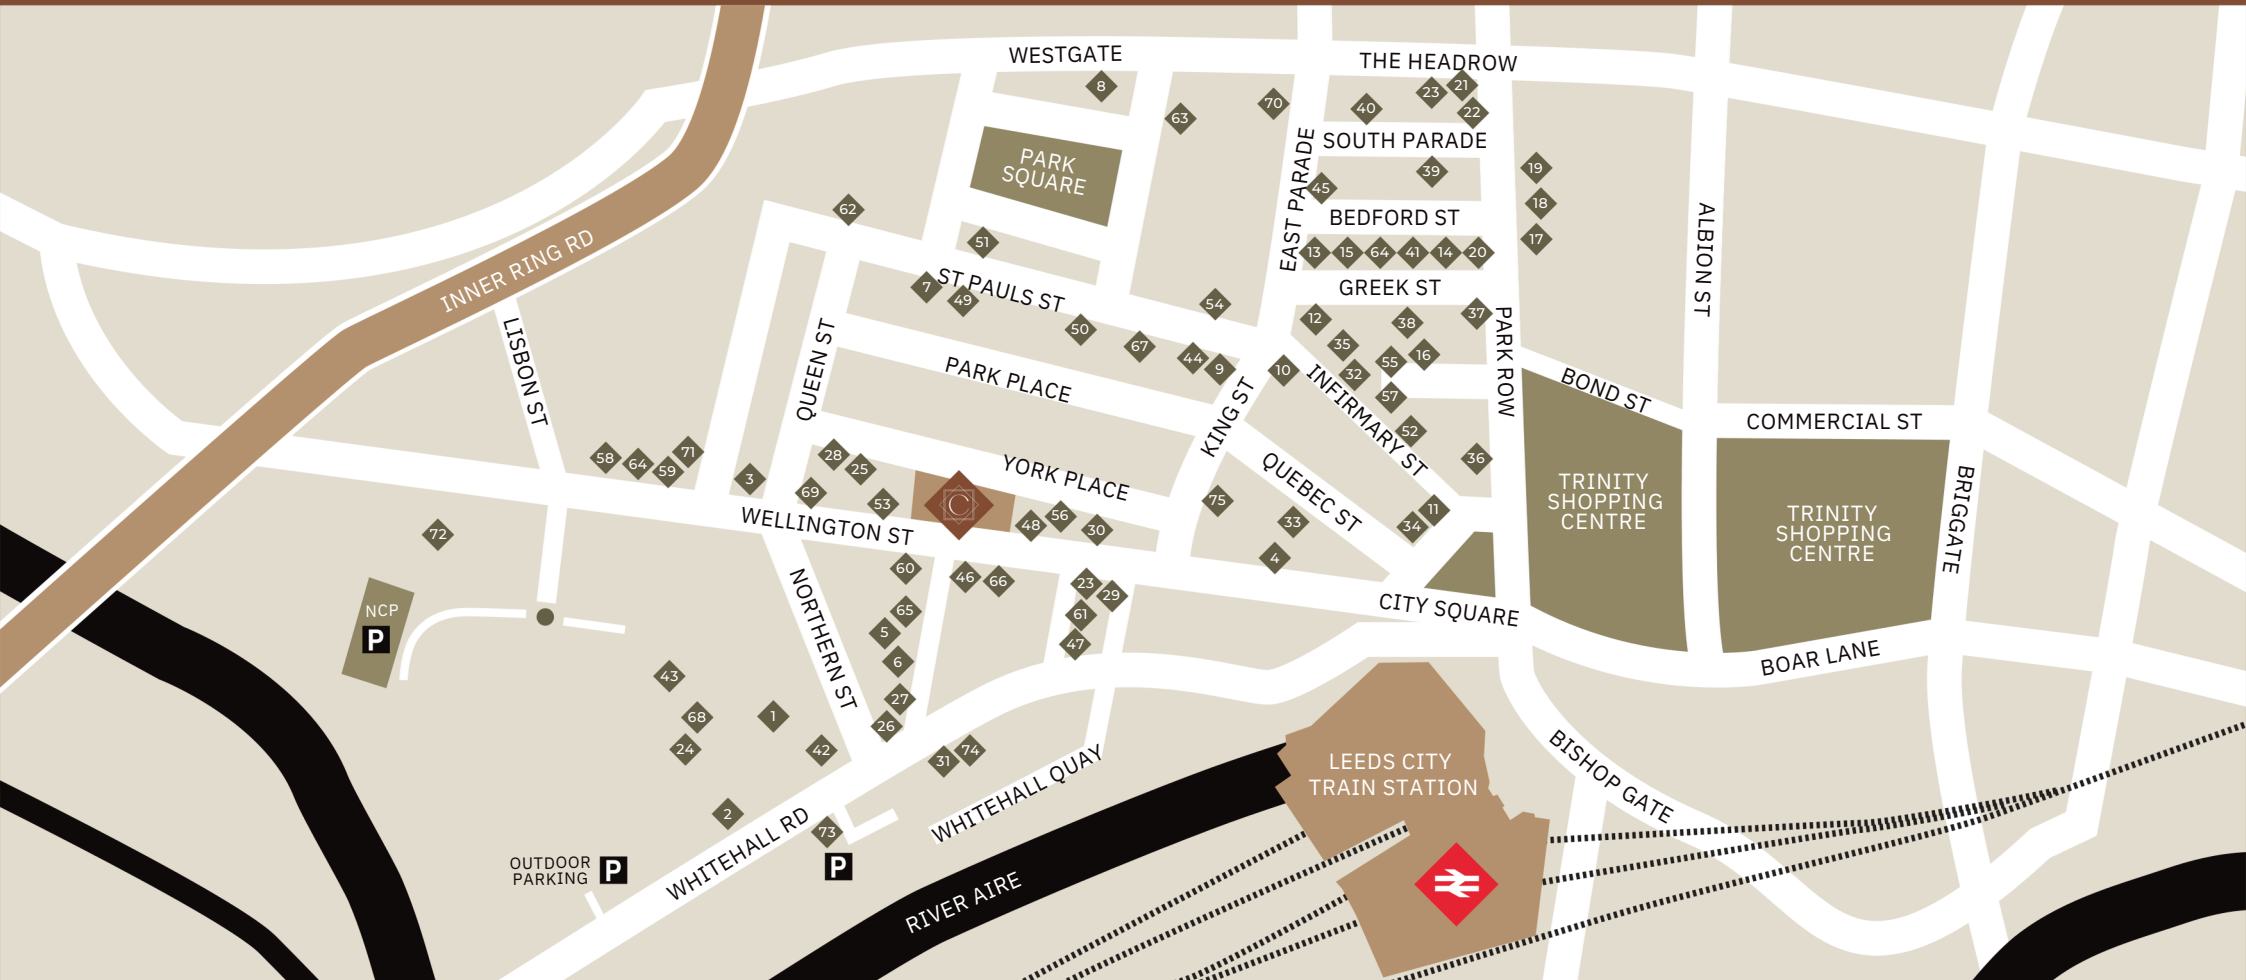 WESTGATE
THE HEADROW
8
63
70
40
23
21
22
SOUTH PARADE
PARK
SQUARE
EAST PARADE
45
39
19
18
17
BEDFORD ST
13
15
64
41
14
20
GREEK ST
ALBION ST
62
51
7
49
ST PAULS ST
50
67
44
9
54
10
12
35
32
38
55
16
37
57
52
36
11
34
INNER RING RD
LISBON ST
QUEEN ST
PARK PLACE
KING ST
INFIRMARY ST
PARK ROW
BOND ST
COMMERCIAL ST
YORK PLACE
QUEBEC ST
TRINITY
SHOPPING
CENTRE
TRINITY
SHOPPING
CENTRE
BRIGGATE
58
64
59
71
3
28
25
69
53
C
48
56
30
75
33
4
WELLINGTON ST
72
NCP
P
60
46
66
23
29
61
47
65
5
6
27
26
NORTHERN ST
CITY SQUARE
BOAR LANE
43
68
24
1
42
2
73
31
74
P
OUTDOOR
PARKING
P
WHITEHALL RD
WHITEHALL QUAY
RIVER AIRE
LEEDS CITY
TRAIN STATION
BISHOP GATE